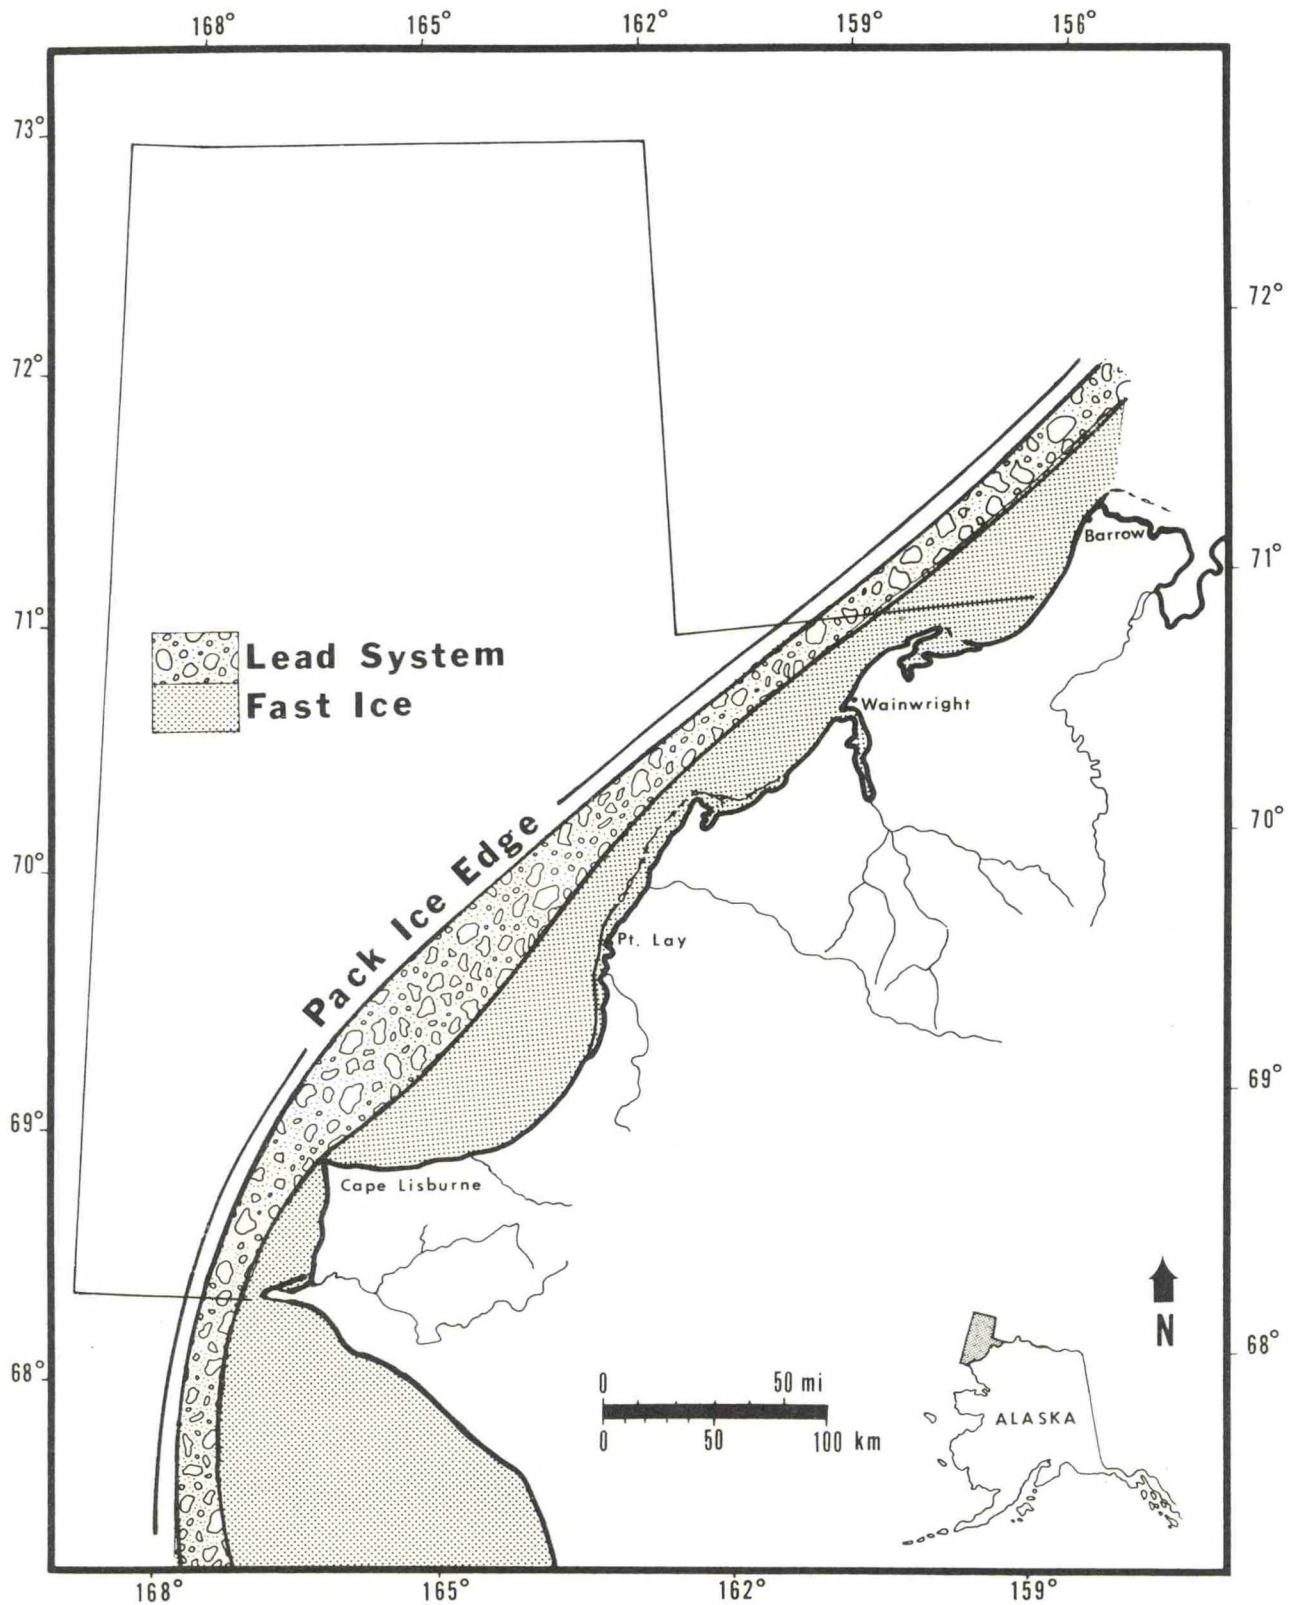 168° 165° 162° 159° 156°
73°
72°
72°
Barrow
71°
71°
Lead System
Fast Ice
Wainwright
70°
70°
Pack Ice Edge
Pt. Lay
69°
69°
Cape Lisburne
N
68°
68°
0 50 mi
0 50 100 km
ALASKA
168° 165° 162° 159°